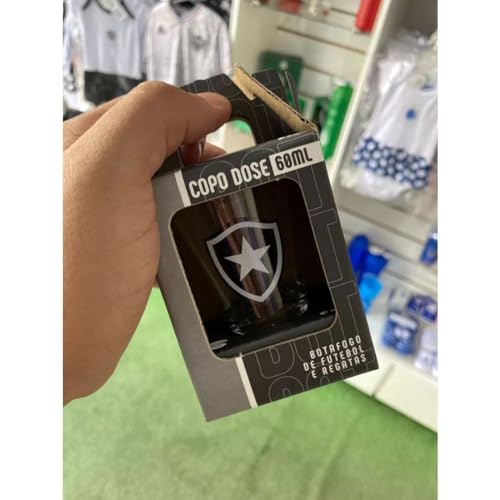 COPO DOSE 60ML
BOTAFOGO
DE FUTEBOL
E REGATAS